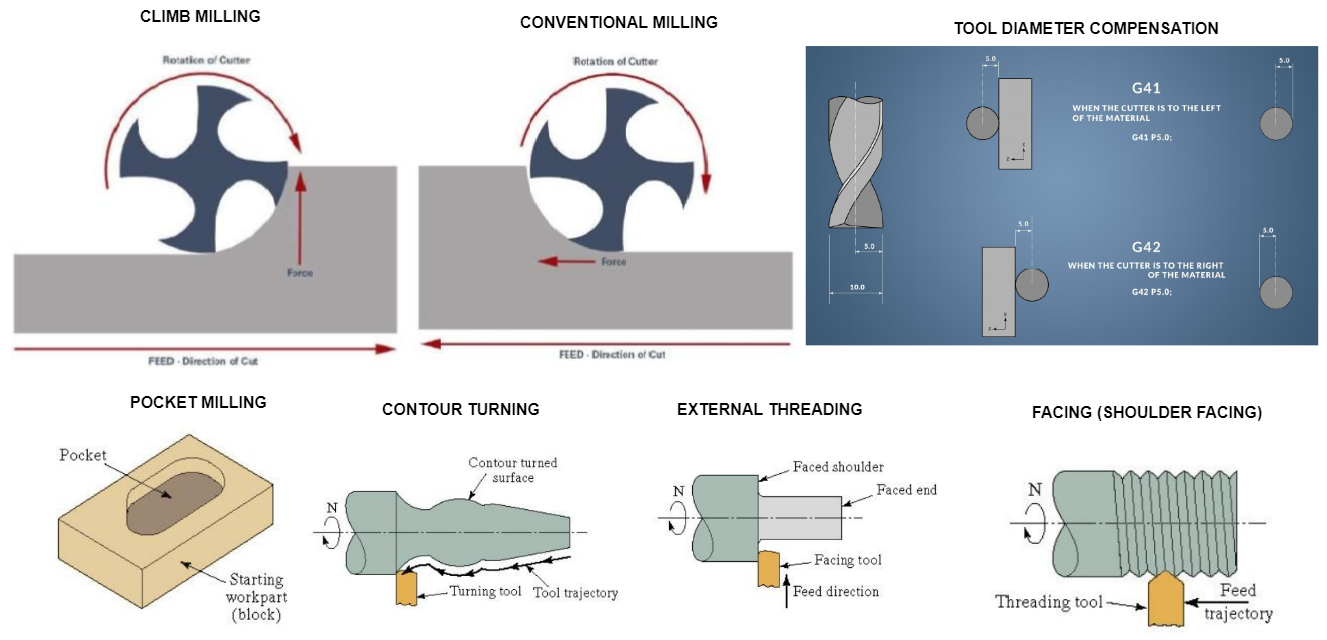 CLIMB MILLING
Rotation of Cutter
Force
FEED - Direction of Cut
CONVENTIONAL MILLING
Rotation of Cutter
Force
FEED - Direction of Cut
TOOL DIAMETER COMPENSATION
5.0
10.0
5.0
X
Z
G41
WHEN THE CUTTER IS TO THE LEFT
OF THE MATERIAL
G41 P5.0;
5.0
5.0
X
Z
G42
WHEN THE CUTTER IS TO THE RIGHT
OF THE MATERIAL
G42 P5.0;
5.0
POCKET MILLING
Pocket
Starting
workpart
(block)
CONTOUR TURNING
Contour turned
surface
N
Turning tool
Tool trajectory
EXTERNAL THREADING
Faced shoulder
Faced end
N
Facing tool
Feed direction
FACING (SHOULDER FACING)
N
Threading tool
Feed
trajectory